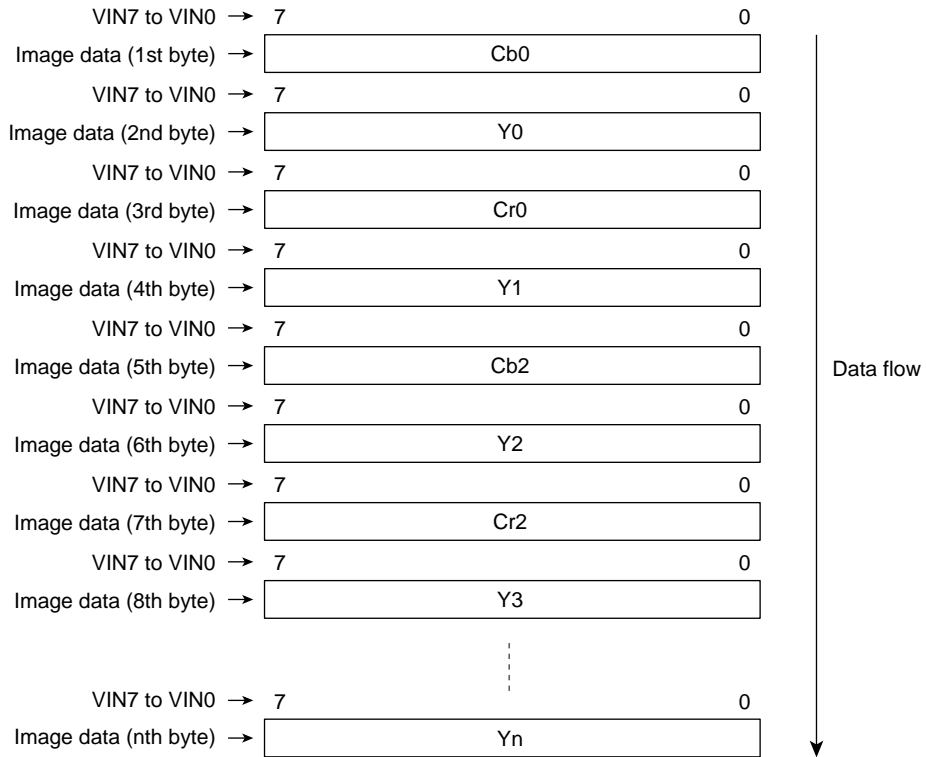 VIN7 to VIN0 → 7 0
Image data (1st byte) → Cb0
VIN7 to VIN0 → 7 0
Image data (2nd byte) → Y0
VIN7 to VIN0 → 7 0
Image data (3rd byte) → Cr0
VIN7 to VIN0 → 7 0
Image data (4th byte) → Y1
VIN7 to VIN0 → 7 0
Image data (5th byte) → Cb2
Data flow
VIN7 to VIN0 → 7 0
Image data (6th byte) → Y2
VIN7 to VIN0 → 7 0
Image data (7th byte) → Cr2
VIN7 to VIN0 → 7 0
Image data (8th byte) → Y3
VIN7 to VIN0 → 7 0
Image data (nth byte) → Yn